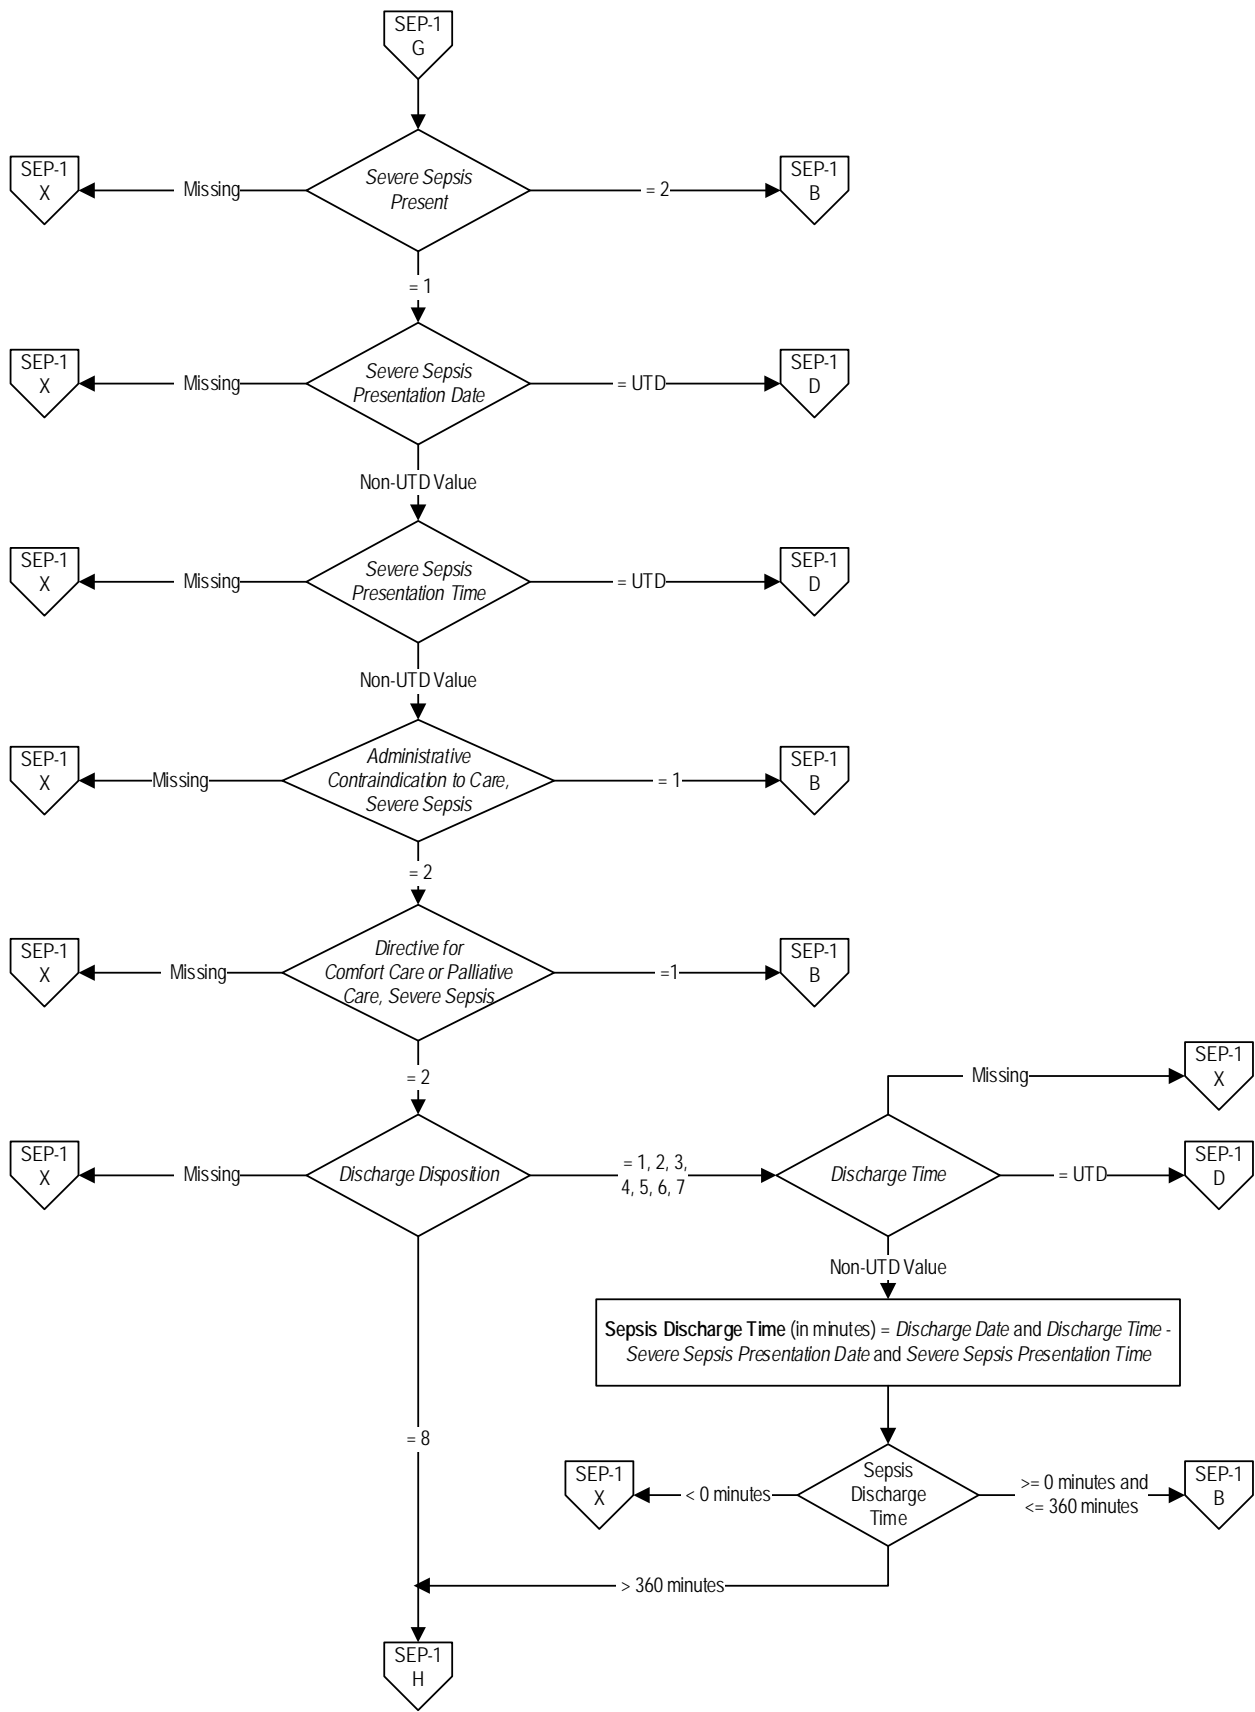 SEP-1
G
SEP-1
X
Missing
Severe Sepsis
Present
= 2
SEP-1
B
= 1
SEP-1
X
Missing
Severe Sepsis
Presentation Date
= UTD
SEP-1
D
Non-UTD Value
SEP-1
X
Missing
Severe Sepsis
Presentation Time
= UTD
SEP-1
D
Non-UTD Value
SEP-1
X
Missing
Administrative
Contraindication to Care,
Severe Sepsis
= 1
SEP-1
B
= 2
SEP-1
X
Missing
Directive for
Comfort Care or Palliative
Care, Severe Sepsis
=1
SEP-1
B
= 2
Missing
SEP-1
X
SEP-1
X
Missing
Discharge Disposition
= 1, 2, 3,
4, 5, 6, 7
Discharge Time
= UTD
SEP-1
D
Non-UTD Value
Sepsis Discharge Time (in minutes) = Discharge Date and Discharge Time -
Severe Sepsis Presentation Date and Severe Sepsis Presentation Time
= 8
SEP-1
X
< 0 minutes
Sepsis
Discharge
Time
>= 0 minutes and
<= 360 minutes
SEP-1
B
> 360 minutes
SEP-1
H